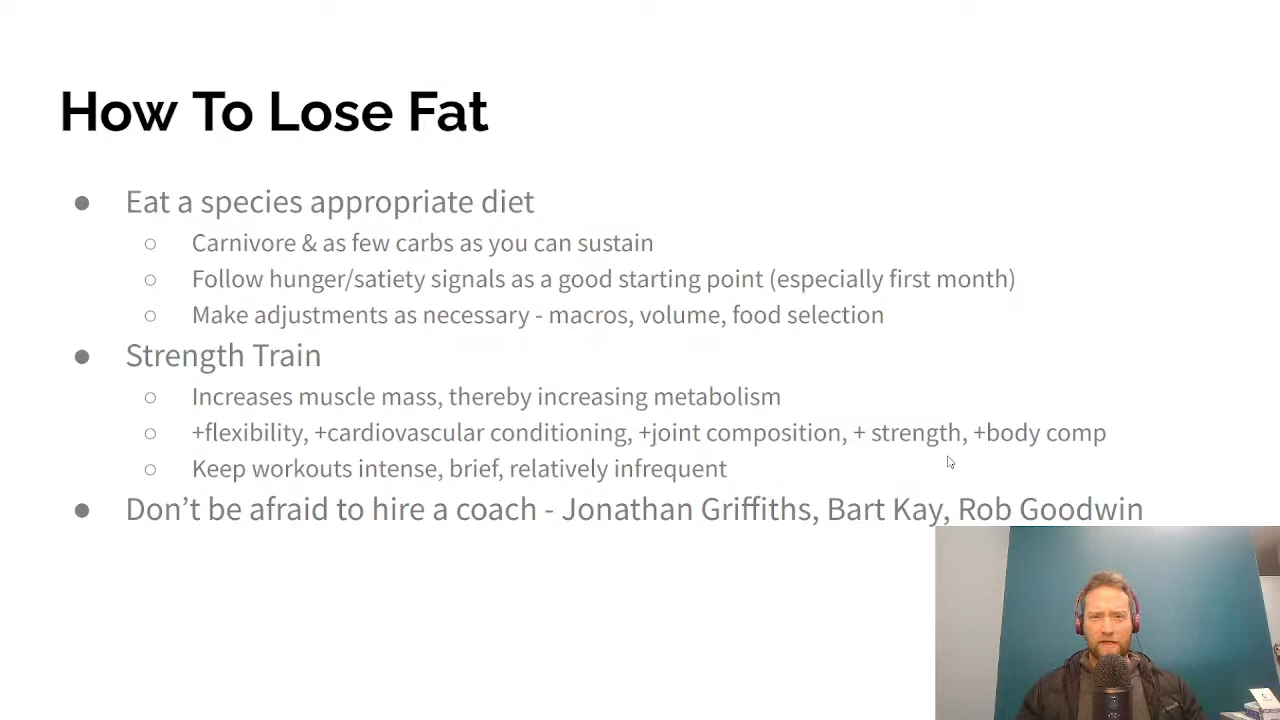 How To Lose Fat
● Eat a species appropriate diet
○ Carnivore & as few carbs as you can sustain
○ Follow hunger/satiety signals as a good starting point (especially first month)
○ Make adjustments as necessary - macros, volume, food selection
● Strength Train
○ Increases muscle mass, thereby increasing metabolism
○ +flexibility, +cardiovascular conditioning, +joint composition, + strength, +body comp
○ Keep workouts intense, brief, relatively infrequent
● Don’t be afraid to hire a coach - Jonathan Griffiths, Bart Kay, Rob Goodwin